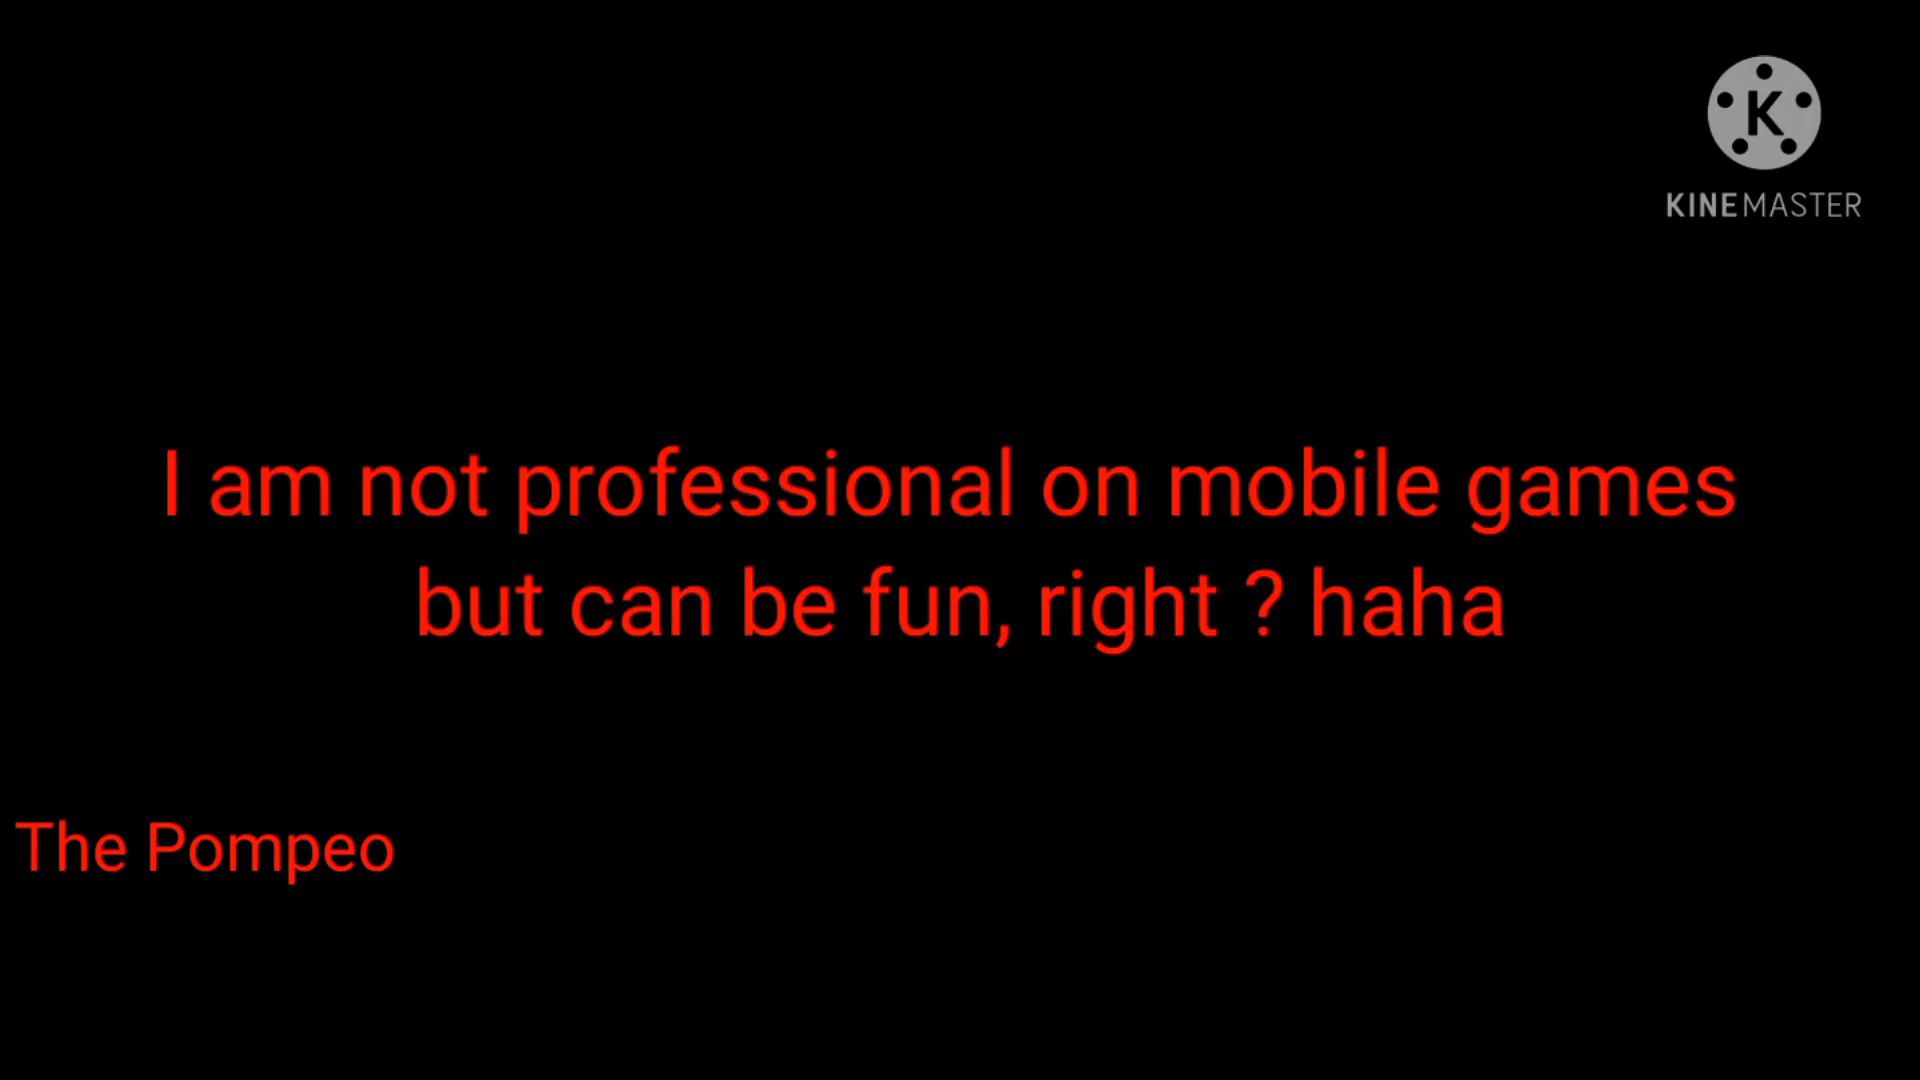 K
KINEMASTER
I am not professional on mobile games
but can be fun, right ? haha
The Pompeo